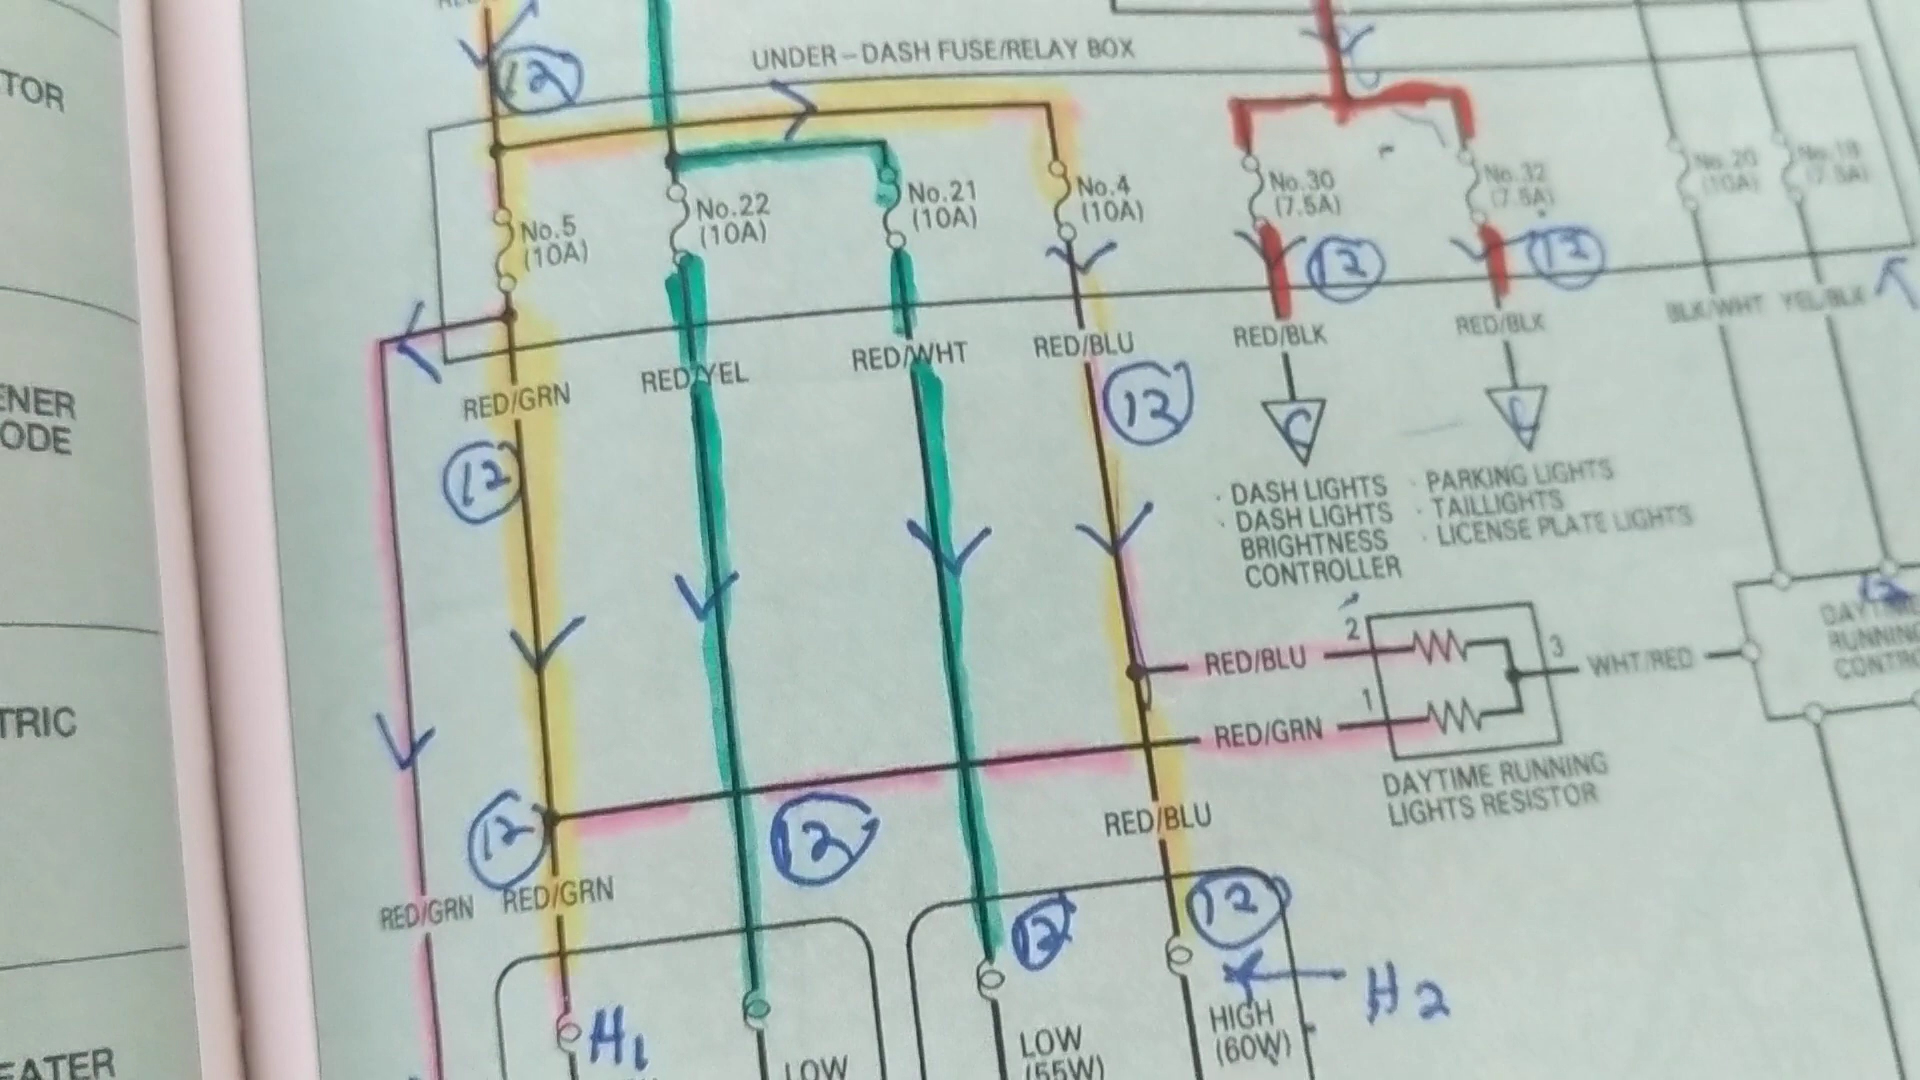 TOR
ENER
ODE
TRIC
EATER
12
UNDER-DASH FUSE/RELAY BOX
No.5
(10A)
No.22
(10A)
No.21
(10A)
No.4
(10A)
No.30
(7.5A)
No.32
(7.5A)
No.20
(10A)
12
12
RED/GRN
RED/YEL
RED/WHT
RED/BLU
RED/BLK
RED/BLK
BLK/WHT
YEL/BLK
12
12
C
· DASH LIGHTS
· DASH LIGHTS
BRIGHTNESS
CONTROLLER
· PARKING LIGHTS
· TAILLIGHTS
· LICENSE PLATE LIGHTS
RED/BLU
2
3
WHT/RED
RED/GRN
1
DAYTIME
RUNNING
DAYTIME RUNNING
LIGHTS RESISTOR
12
12
RED/BLU
RED/GRN
RED/GRN
12
12
H1
H2
LOW
LOW
(55W)
HIGH
(60W)